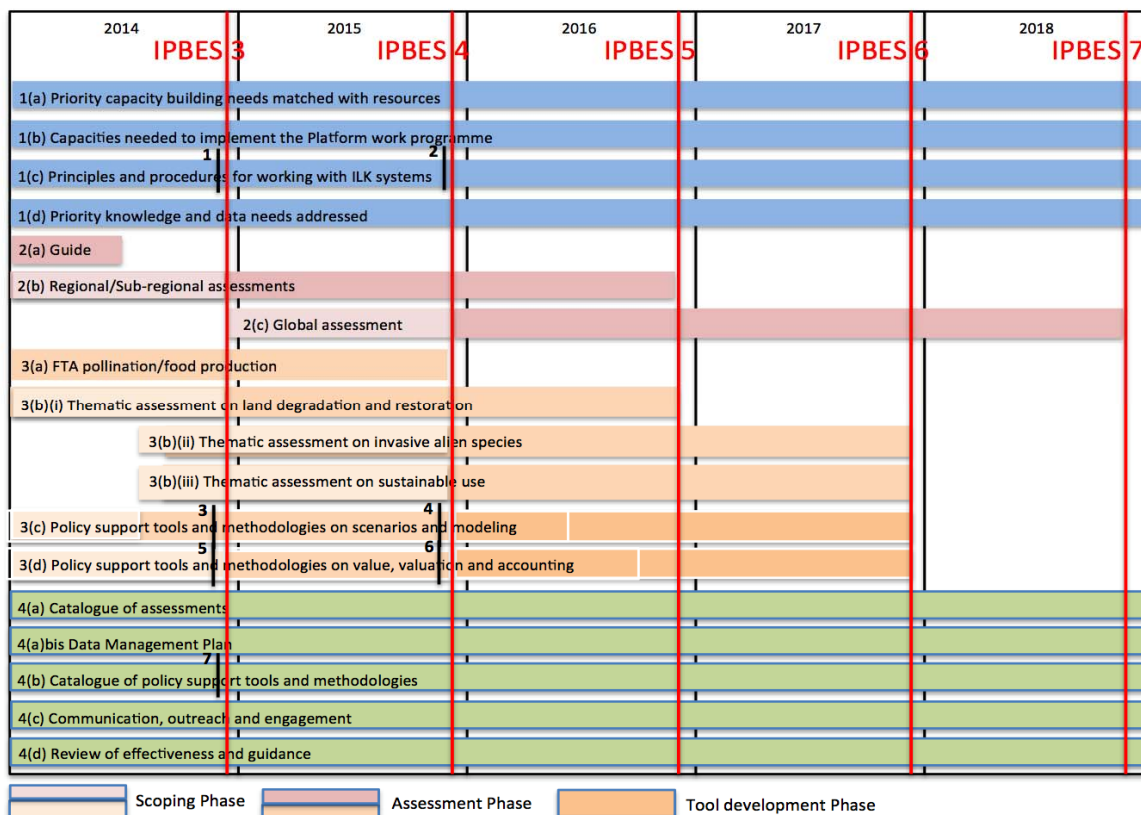 2014
2015
2016
2017
2018
IPBES 3
IPBES 4
IPBES 5
IPBES 6
IPBES 7
1(a) Priority capacity building needs matched with resources
1(b) Capacities needed to implement the Platform work programme
1
2
1(c) Principles and procedures for working with ILK systems
1(d) Priority knowledge and data needs addressed
2(a) Guide
2(b) Regional/Sub-regional assessments
2(c) Global assessment
3(a) FTA pollination/food production
3(b)(i) Thematic assessment on land degradation and restoration
3(b)(ii) Thematic assessment on invasive alien species
3(b)(iii) Thematic assessment on sustainable use
3
4
3(c) Policy support tools and methodologies on scenarios and modeling
5
6
3(d) Policy support tools and methodologies on value, valuation and accounting
4(a) Catalogue of assessments
4(a)bis Data Management Plan
7
4(b) Catalogue of policy support tools and methodologies
4(c) Communication, outreach and engagement
4(d) Review of effectiveness and guidance
Scoping Phase
Assessment Phase
Tool development Phase